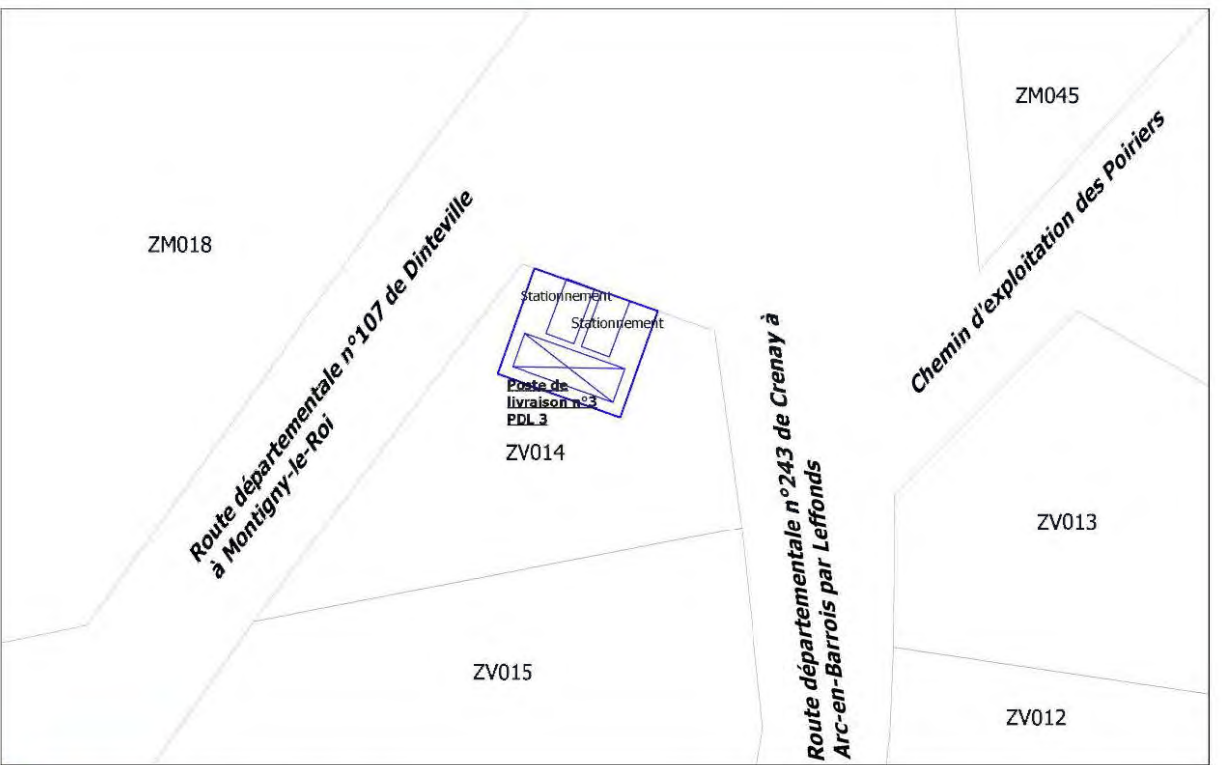 ZM045
ZM018
Route départementale n°107 de Dinteville
à Montigny-le-Roi
Chemin d'exploitation des Poiriers
Stationnement
Stationnement
Poste de
livraison n°3
PDL 3
ZV014
Route départementale n°243 de Crenay à
Arc-en-Barrois par Leffonds
ZV013
ZV015
ZV012